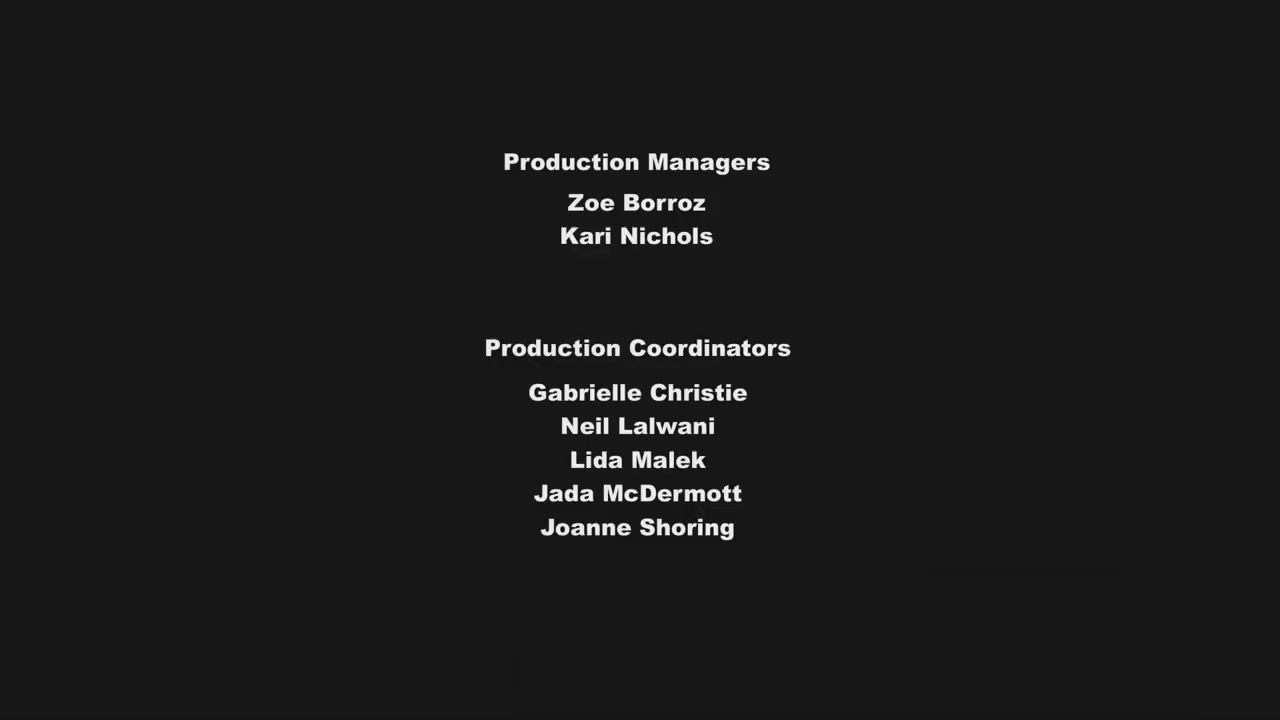 Production Managers
Zoe Borroz
Kari Nichols
Production Coordinators
Gabrielle Christie
Neil Lalwani
Lida Malek
Jada McDermott
Joanne Shoring